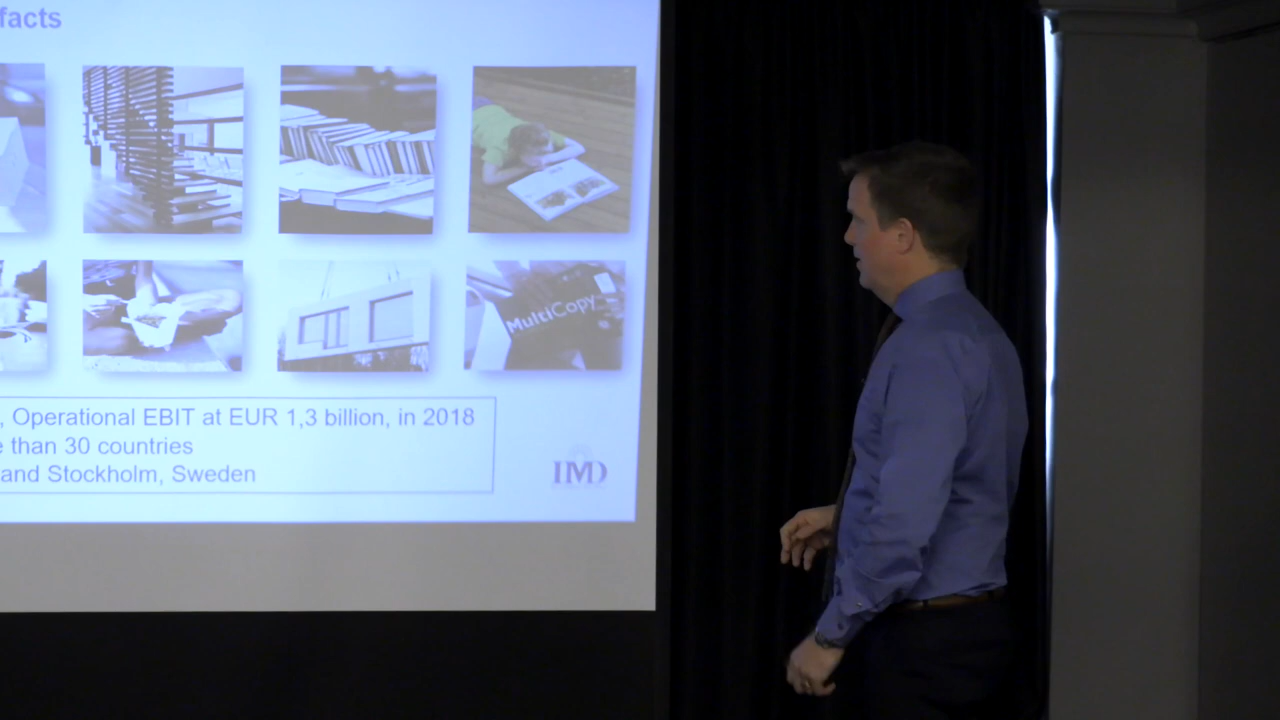 facts
MultiCopy
, Operational EBIT at EUR 1,3 billion, in 2018
than 30 countries
and Stockholm, Sweden
IMD